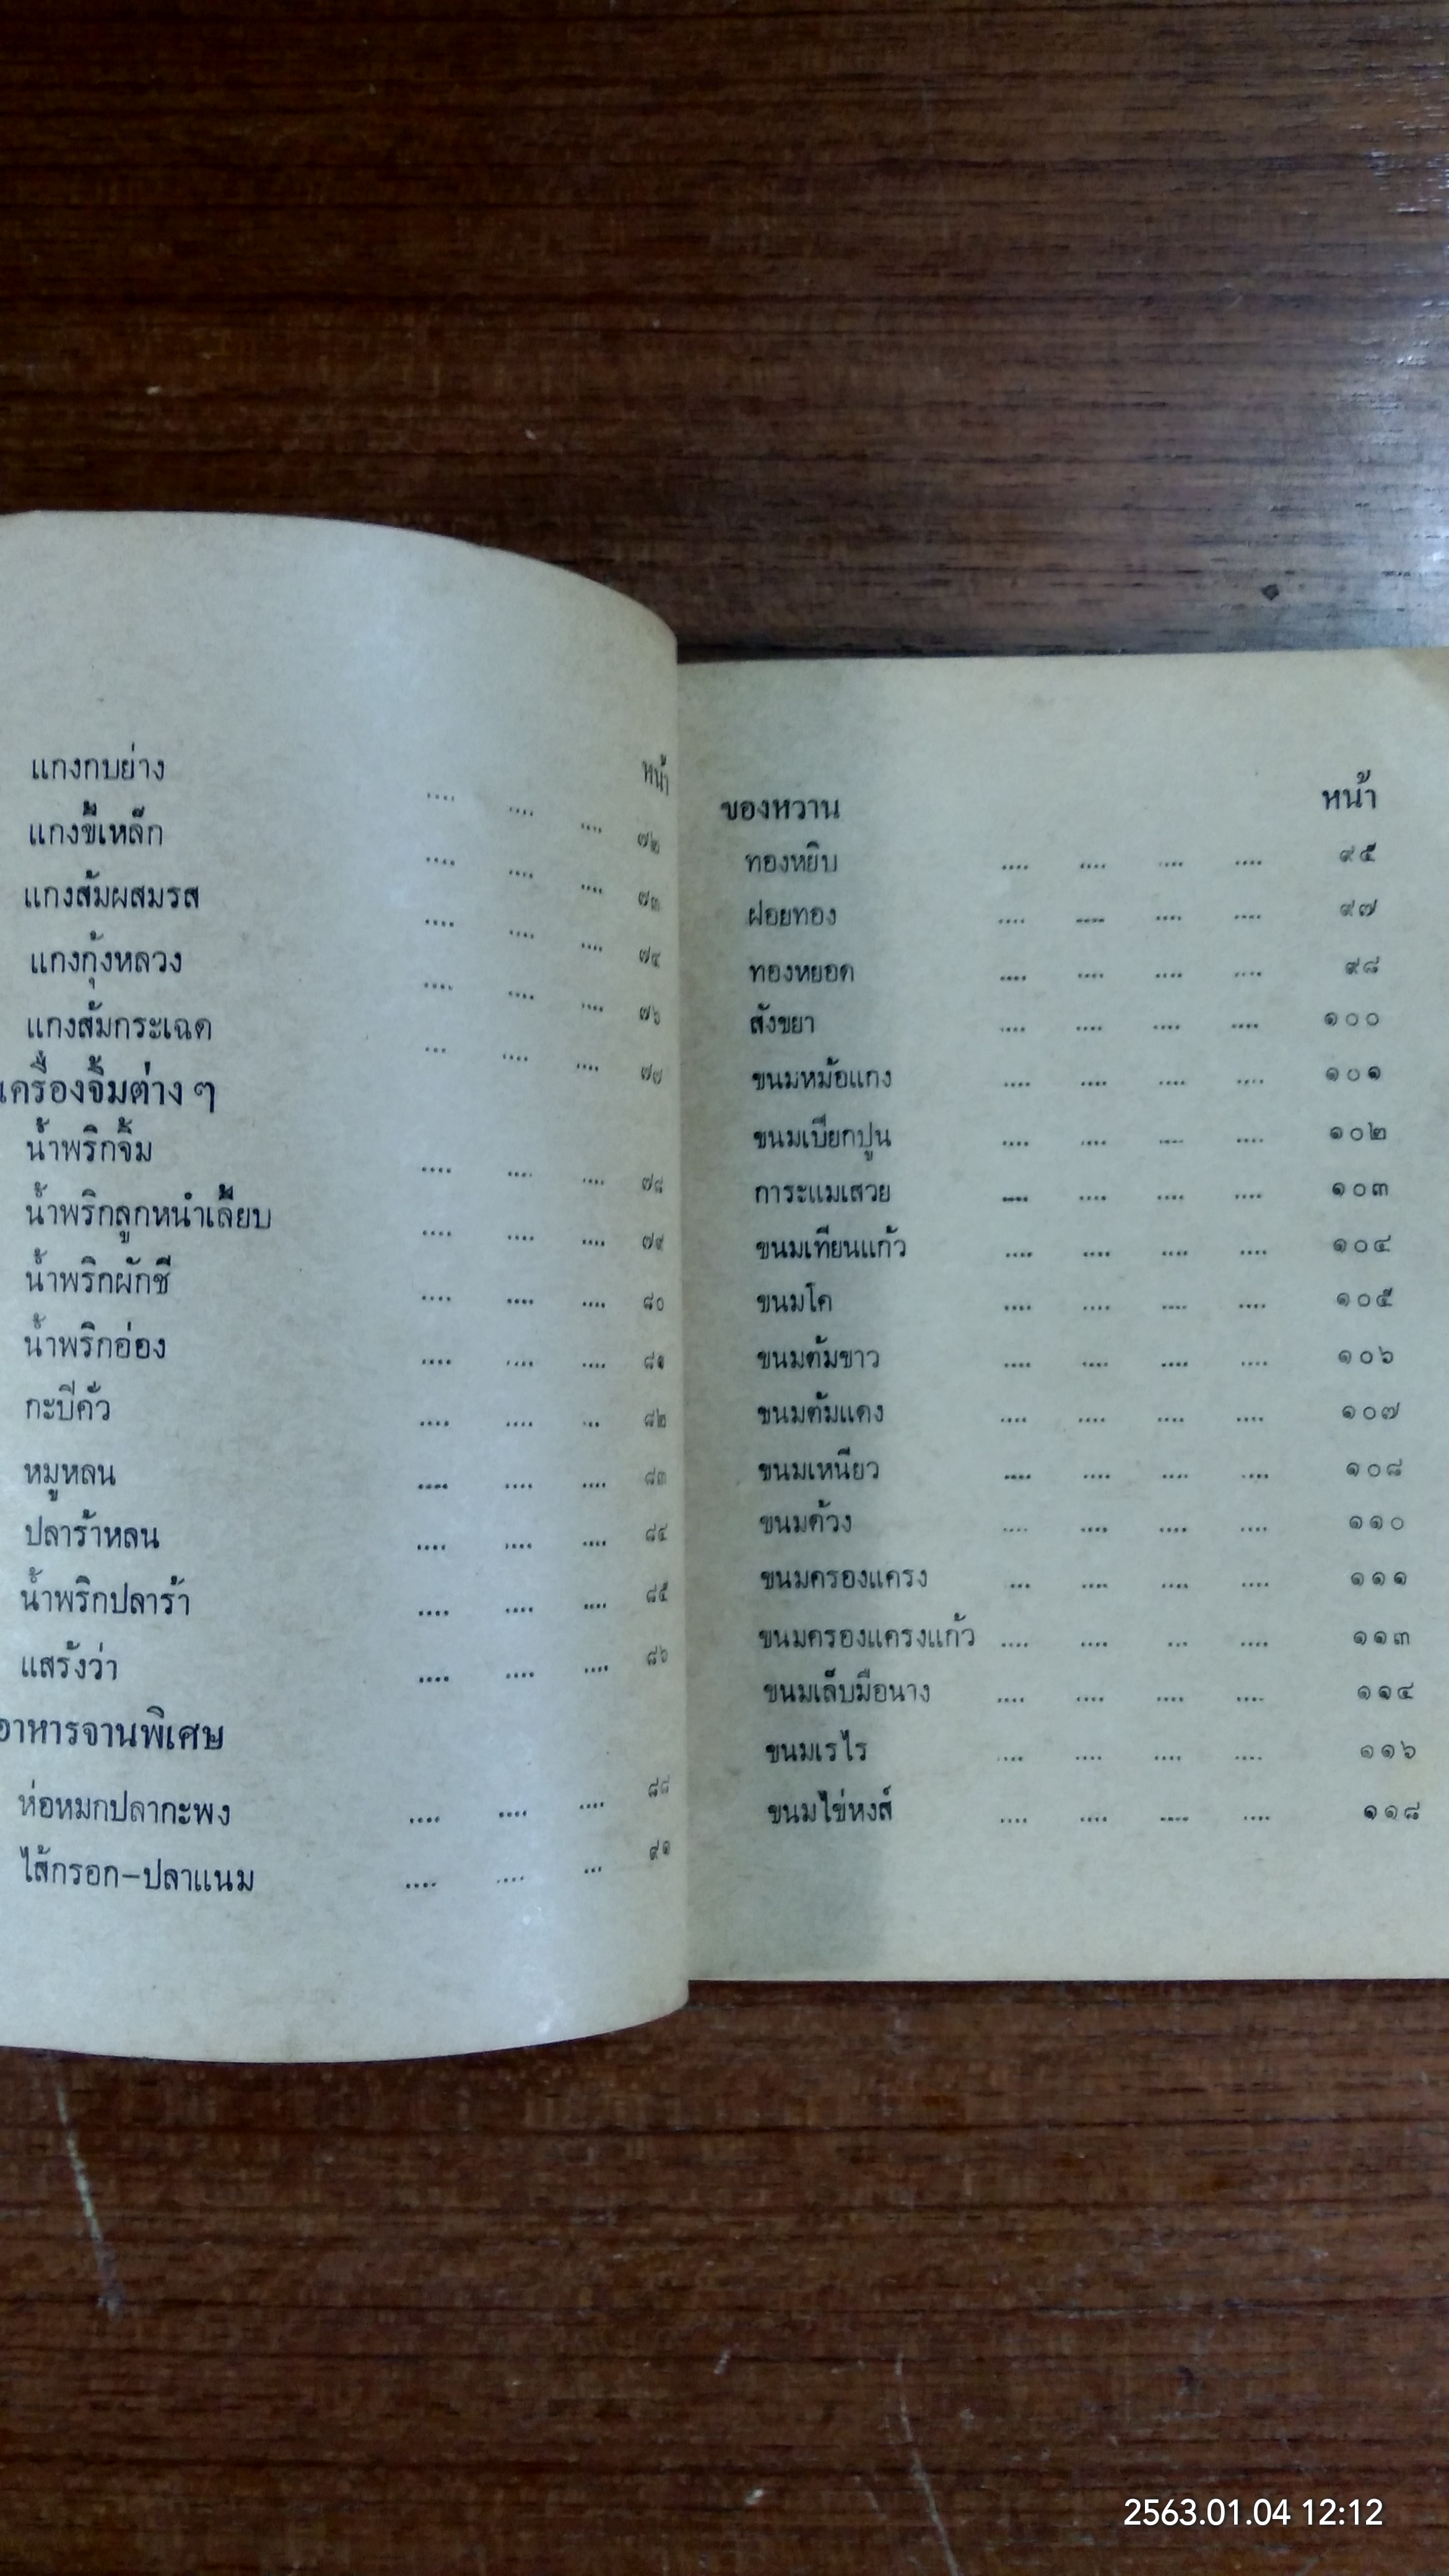 หน้า
แกงกบย่าง .... .... .... ๗๒
แกงขี้เหล็ก .... .... .... ๗๓
แกงส้มผสมรส .... .... .... ๗๔
แกงกุ้งหลวง .... .... .... ๗๖
แกงส้มกระเฉด ... .... .... ๗๗
เครื่องจิ้มต่าง ๆ
น้ำพริกจิ้ม .... .... .... ๗๘
น้ำพริกลูกหนำเลี้ยบ .... .... .... ๗๙
น้ำพริกผักชี .... .... .... ๘๐
น้ำพริกอ่อง .... .... .... ๘๑
กะปิคั่ว .... .... ... ๘๒
หมูหลน .... .... .... ๘๓
ปลาร้าหลน .... .... .... ๘๔
น้ำพริกปลาร้า .... .... .... ๘๕
แสร้งว่า .... .... .... ๘๖
อาหารจานพิเศษ
ห่อหมกปลากะพง .... .... .... ๘๘
ไส้กรอก–ปลาแนม .... .... ... ๙๑
ของหวาน หน้า
ทองหยิบ .... .... .... .... ๙๕
ฝอยทอง .... .... .... .... ๙๗
ทองหยอด .... .... .... .... ๙๘
สังขยา .... .... .... .... ๑๐๐
ขนมหม้อแกง .... .... .... .... ๑๐๑
ขนมเปียกปูน .... .... .... .... ๑๐๒
การะแมเสวย .... .... .... .... ๑๐๓
ขนมเทียนแก้ว .... .... .... .... ๑๐๔
ขนมโค .... .... .... .... ๑๐๕
ขนมต้มขาว .... .... .... .... ๑๐๖
ขนมต้มแดง .... .... .... .... ๑๐๗
ขนมเหนียว .... .... .... .... ๑๐๘
ขนมด้วง .... .... .... .... ๑๑๐
ขนมครองแครง ... .... .... .... ๑๑๑
ขนมครองแครงแก้ว .... .... ... .... ๑๑๓
ขนมเล็บมือนาง .... .... .... .... ๑๑๔
ขนมเรไร .... .... .... .... ๑๑๖
ขนมไข่หงส์ .... .... .... .... ๑๑๘
2563.01.04 12:12